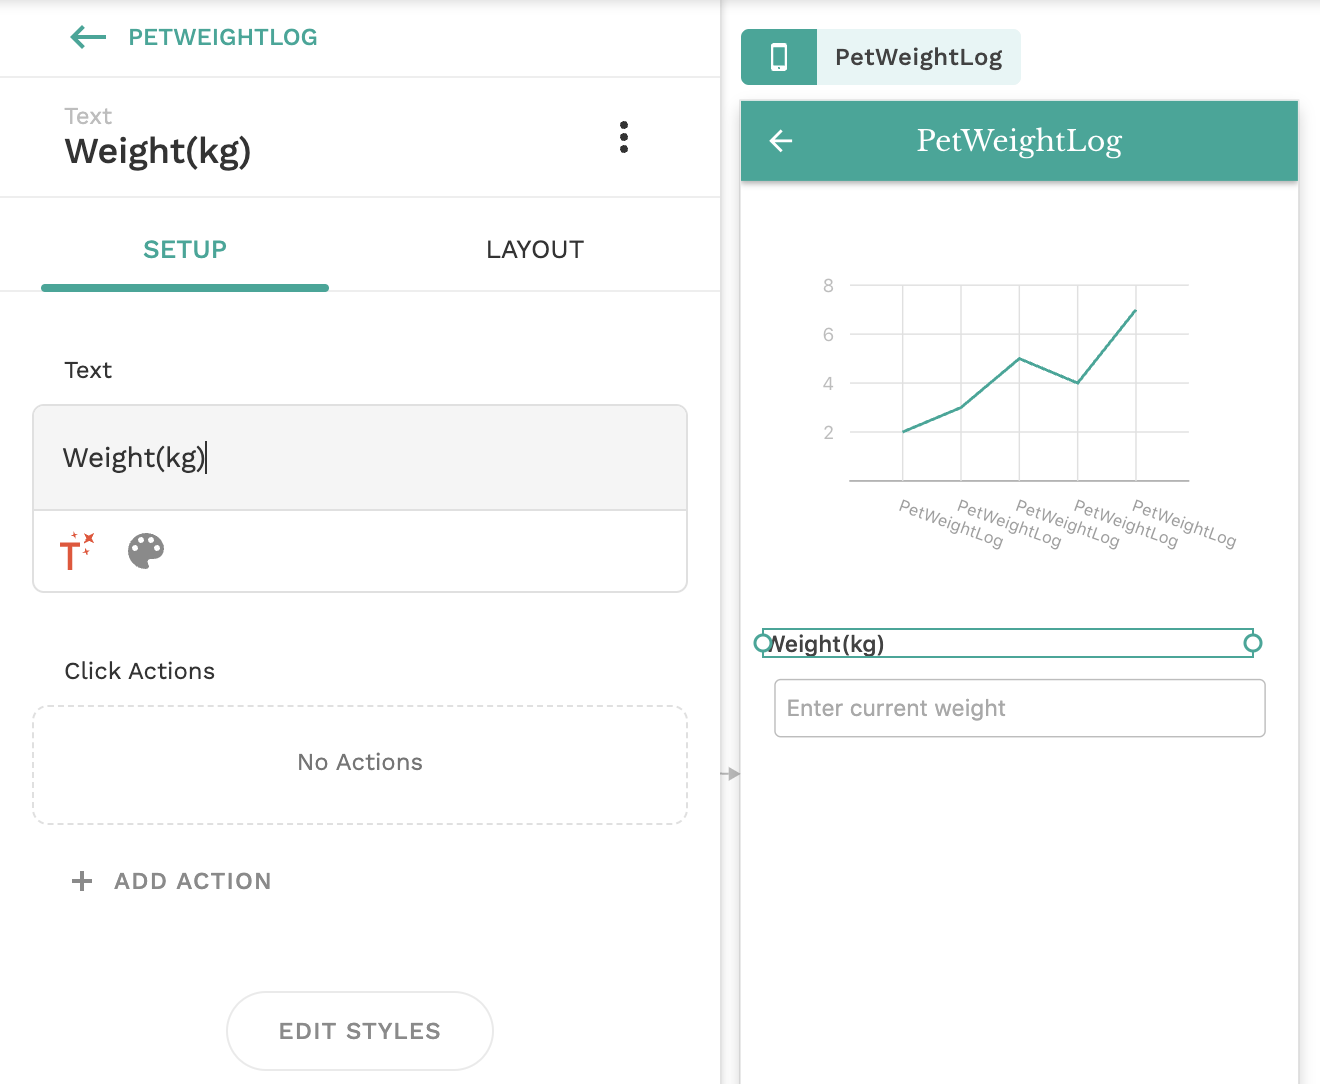 PETWEIGHTLOG
Text
Weight(kg)
SETUP
LAYOUT
Text
Weight(kg)
Click Actions
No Actions
ADD ACTION
EDIT STYLES
PetWeightLog
PetWeightLog
8
6
4
2
PetWeightLog
PetWeightLog
PetWeightLog
PetWeightLog
PetWeightLog
Weight(kg)
Enter current weight